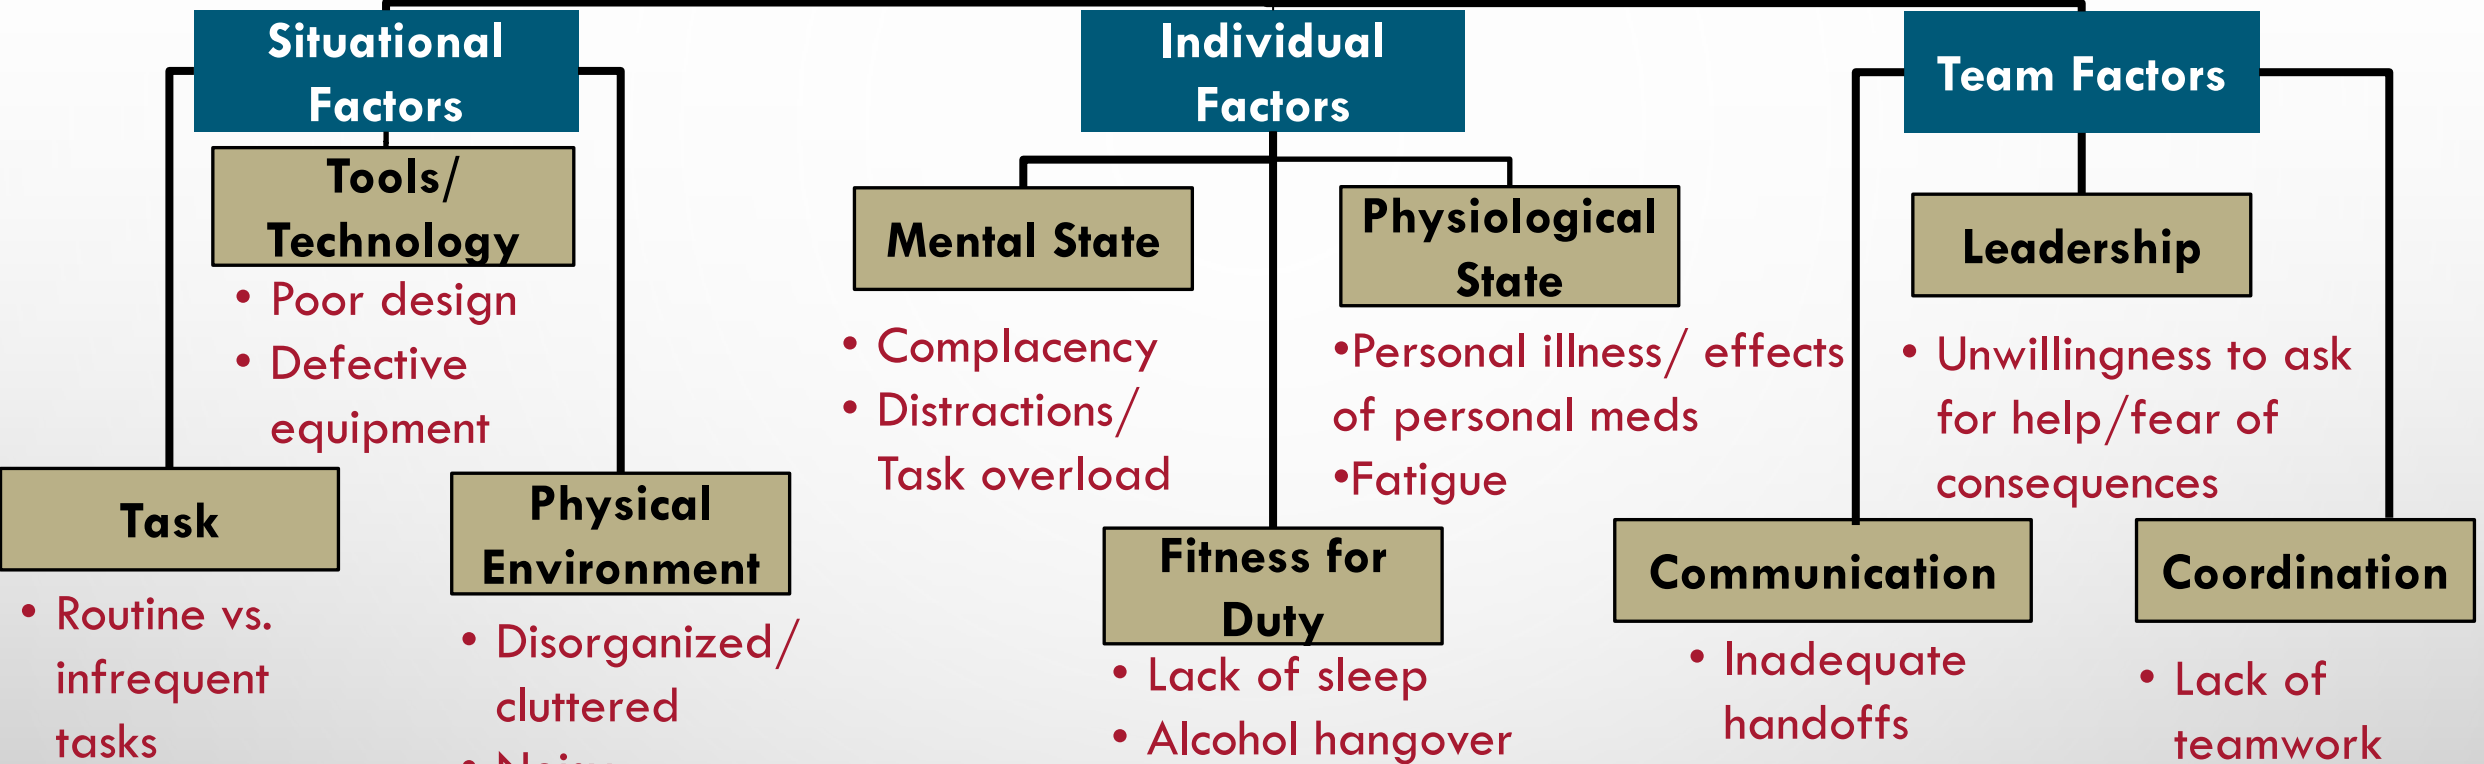 Situational
Factors
Tools/
Technology
• Poor design
• Defective
equipment
Task
• Routine vs.
infrequent
tasks
Physical
Environment
• Disorganized/
cluttered
Individual
Factors
Mental State
• Complacency
• Distractions/
Task overload
Physiological
State
•Personal illness/ effects
of personal meds
•Fatigue
Fitness for
Duty
• Lack of sleep
• Alcohol hangover
Team Factors
Leadership
• Unwillingness to ask
for help/fear of
consequences
Communication
• Inadequate
handoffs
Coordination
• Lack of
teamwork